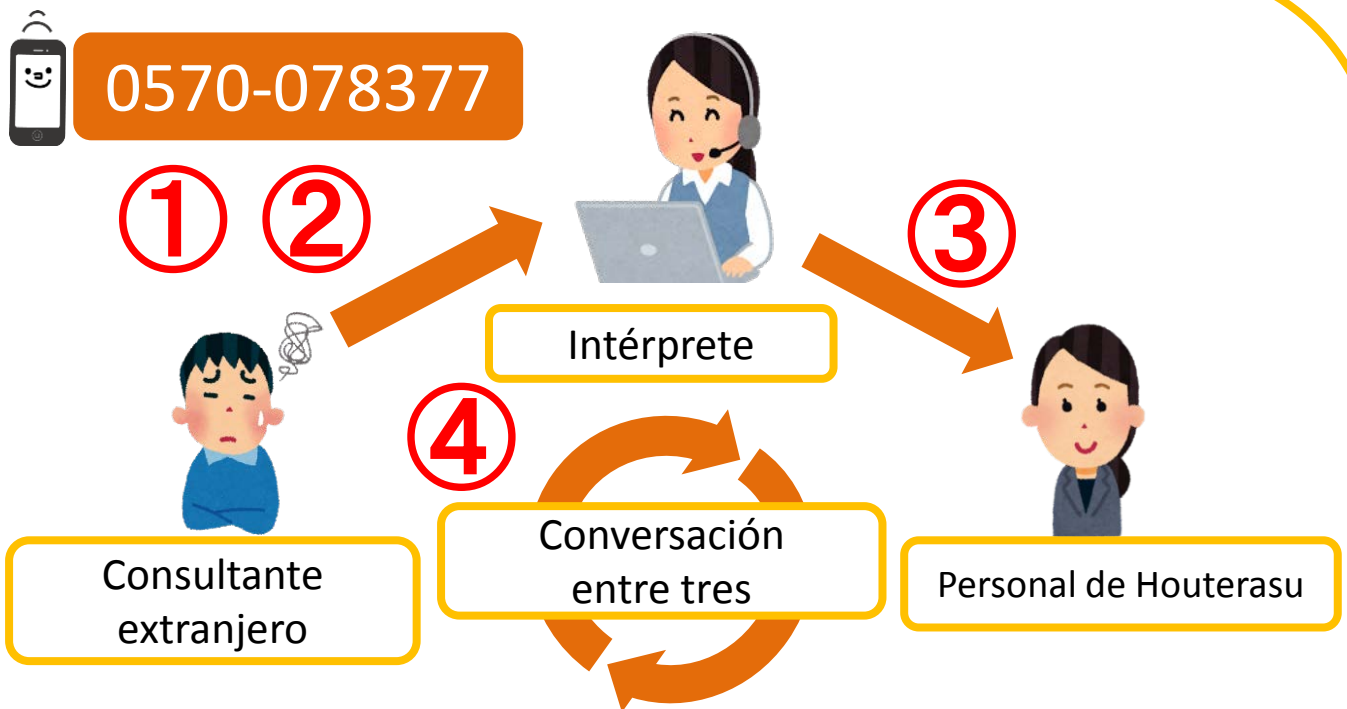 0570-078377
① ②
③
Intérprete
④
Conversación
entre tres
Consultante
extranjero
Personal de Houterasu